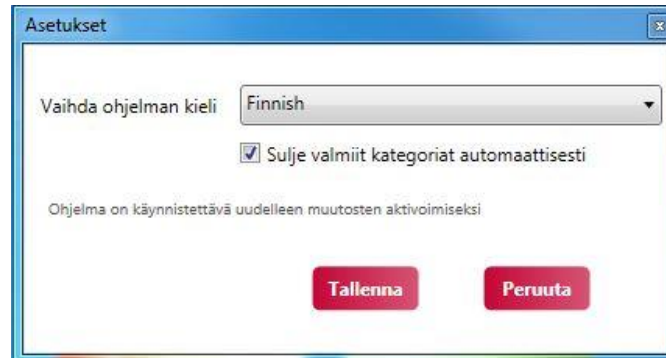 Asetukset
Vaihda ohjelman kieli Finnish
Sulje valmiit kategoriat automaattisesti
Ohjelma on käynnistettävä uudelleen muutosten aktivoimiseksi
Tallenna Peruuta